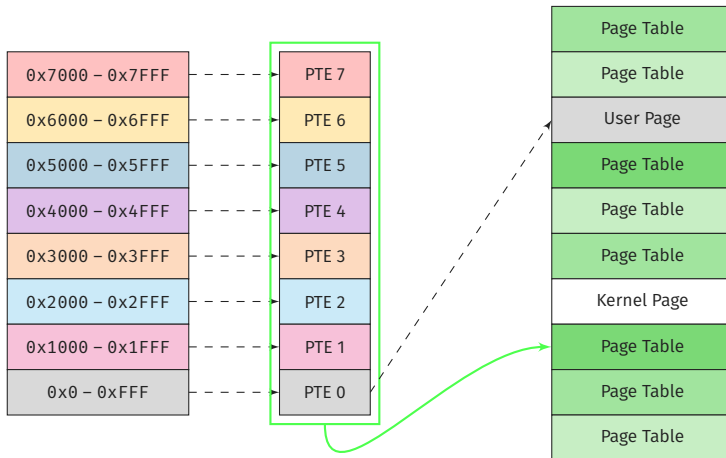 0x7000 – 0x7FFF
0x6000 – 0x6FFF
0x5000 – 0x5FFF
0x4000 – 0x4FFF
0x3000 – 0x3FFF
0x2000 – 0x2FFF
0x1000 – 0x1FFF
0x0 – 0xFFF
PTE 7
PTE 6
PTE 5
PTE 4
PTE 3
PTE 2
PTE 1
PTE 0
Page Table
Page Table
User Page
Page Table
Page Table
Page Table
Kernel Page
Page Table
Page Table
Page Table